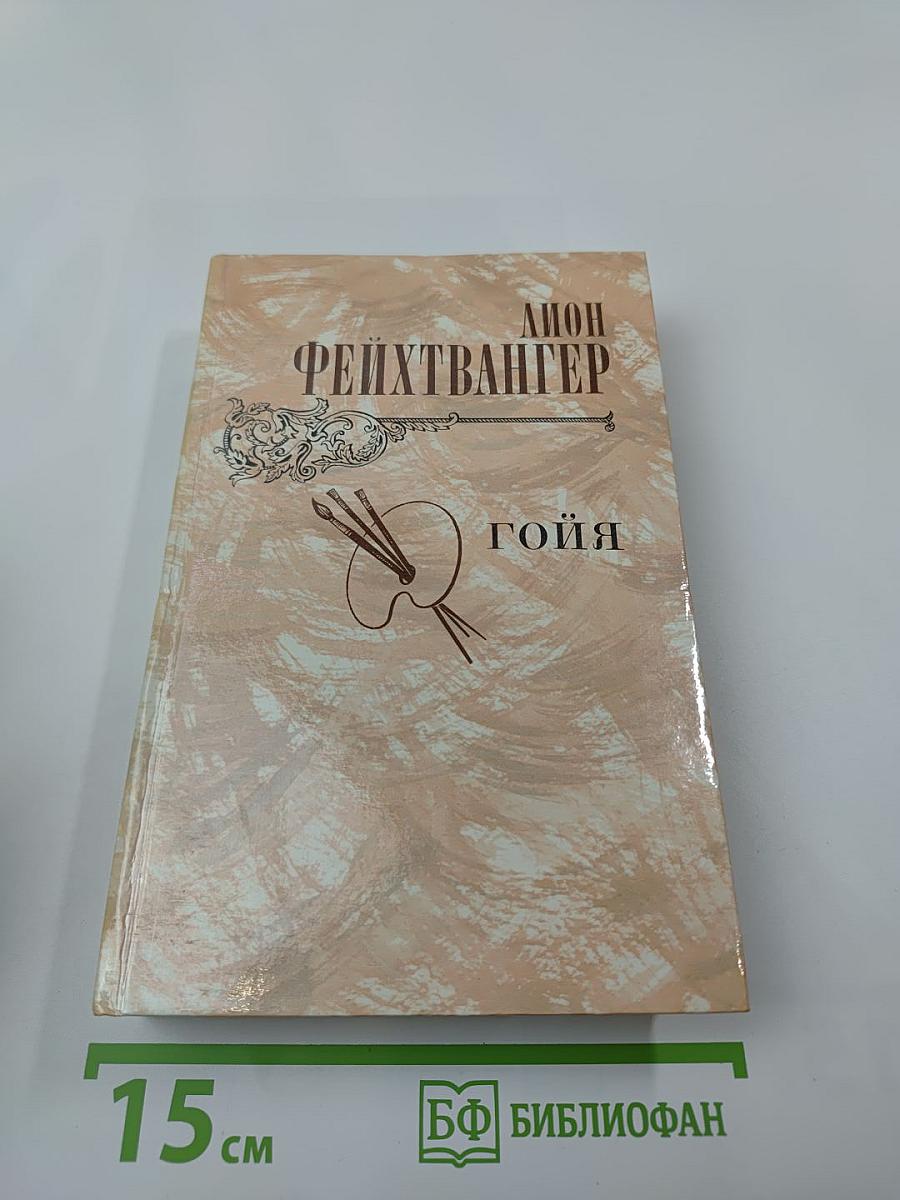 ЛИОН
ФЕЙХТВАНГЕР
ГОЙЯ
15 см
БФ БИБЛИОФАН